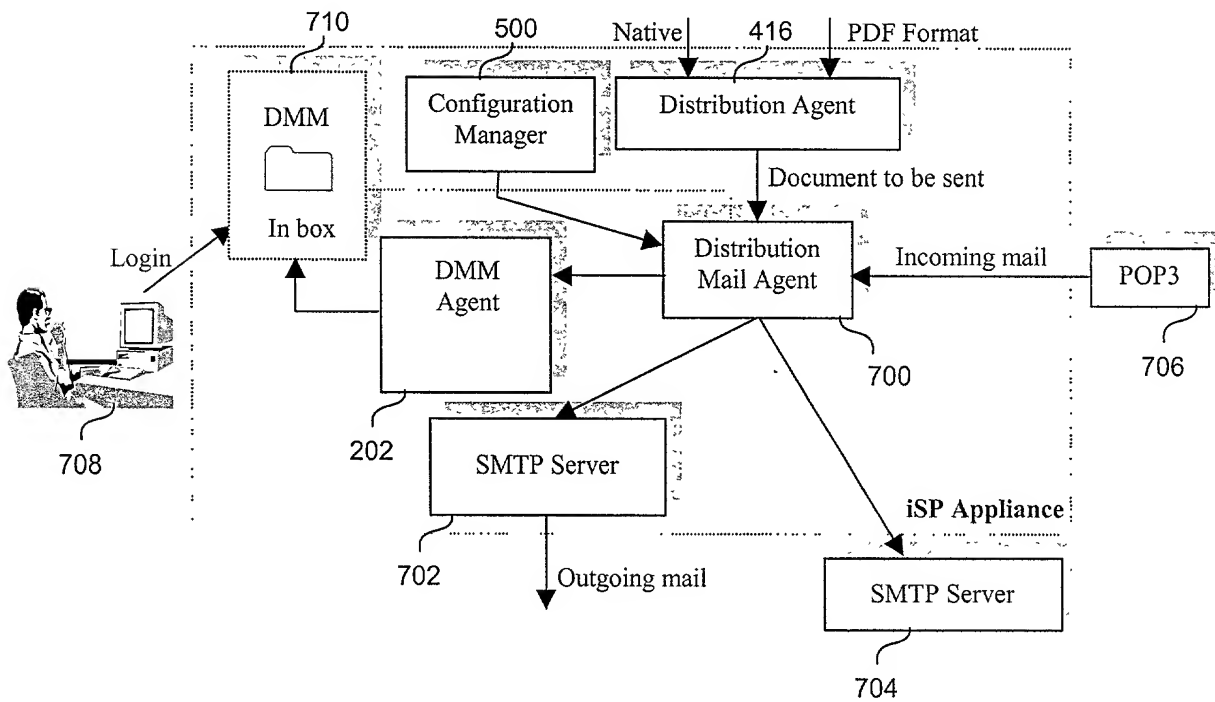 710
500
Native
416
PDF Format
DMM
In box
Configuration
Manager
Distribution Agent
Document to be sent
Login
DMM
Agent
Distribution
Mail Agent
Incoming mail
POP3
700
706
708
202
SMTP Server
iSP Appliance
702
Outgoing mail
SMTP Server
704